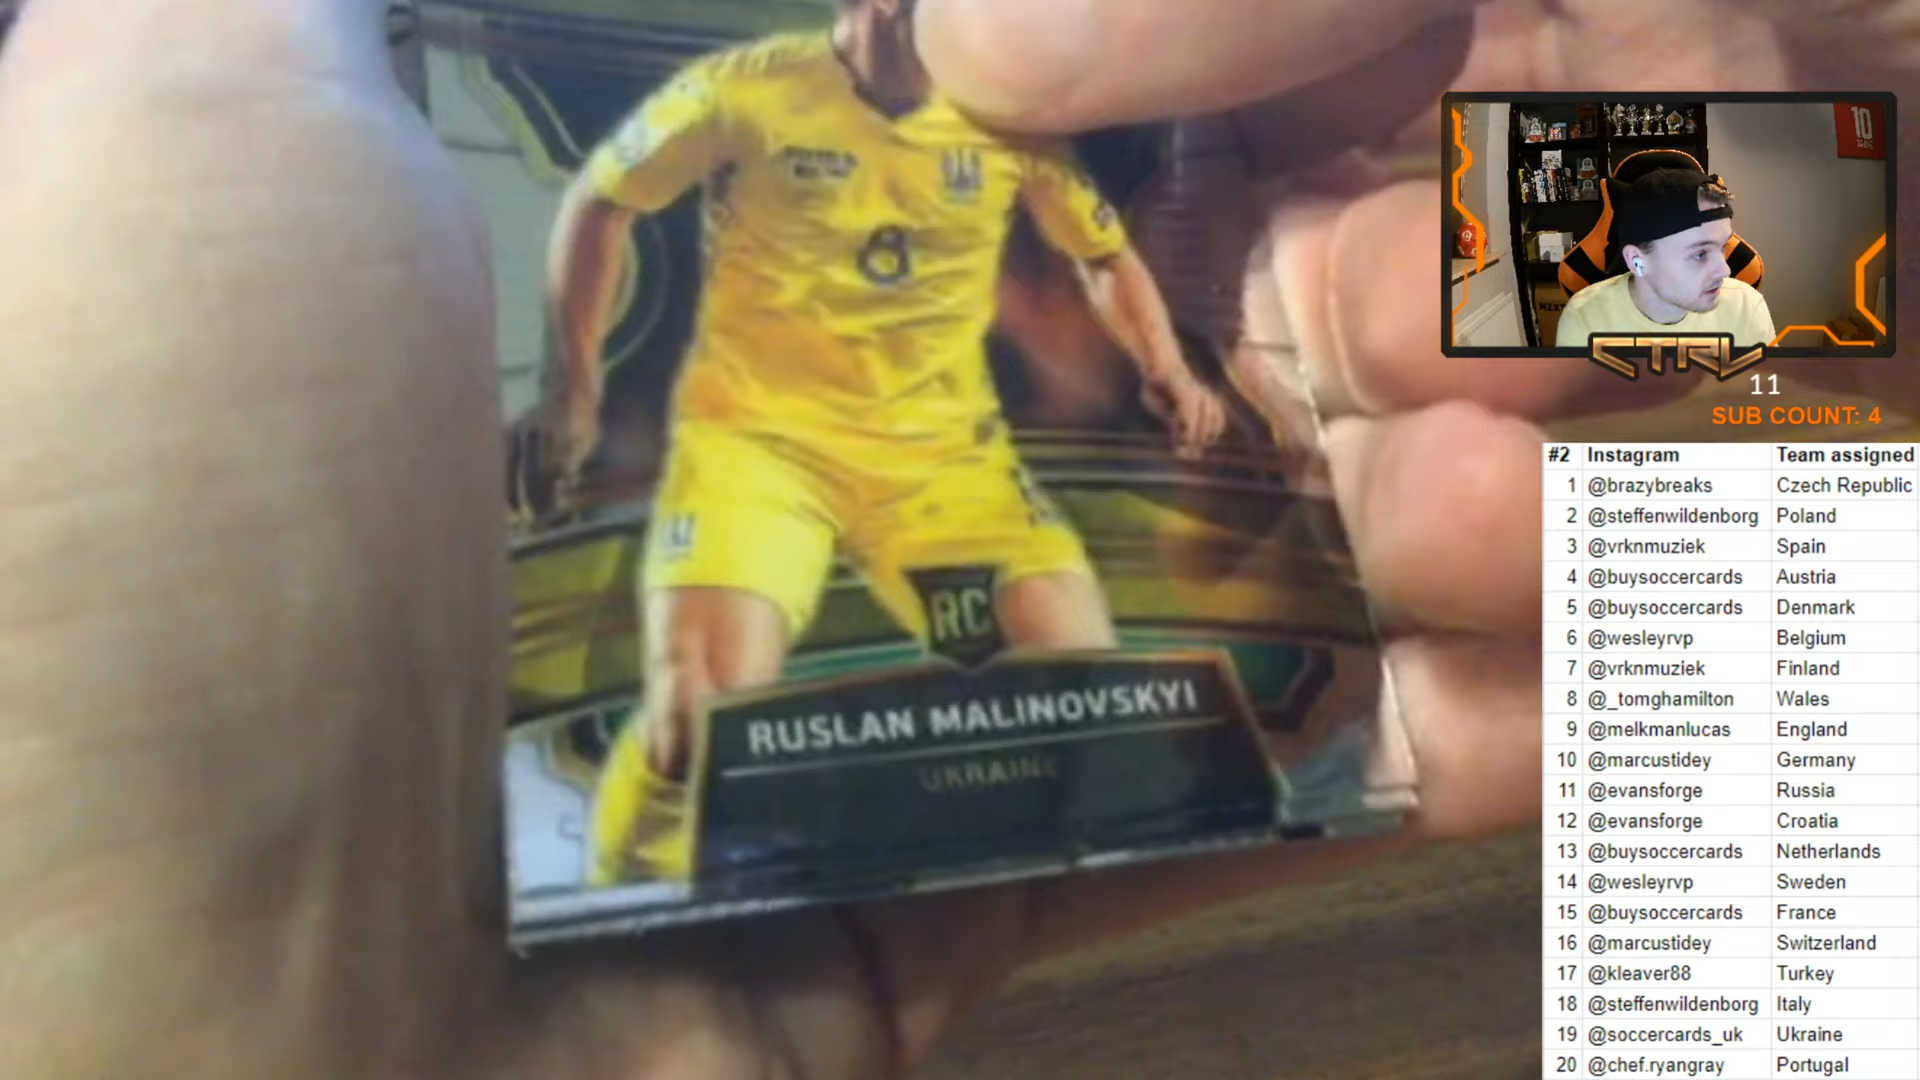 8
RC
RUSLAN MALINOVSKYI
UKRAINE
10
CTRL
11
SUB COUNT: 4
#2 Instagram Team assigned
1 @brazybreaks Czech Republic
2 @steffenwildenborg Poland
3 @vrknmuziek Spain
4 @buysoccercards Austria
5 @buysoccercards Denmark
6 @wesleyrvp Belgium
7 @vrknmuziek Finland
8 @_tomghamilton Wales
9 @melkmanlucas England
10 @marcustidey Germany
11 @evansforge Russia
12 @evansforge Croatia
13 @buysoccercards Netherlands
14 @wesleyrvp Sweden
15 @buysoccercards France
16 @marcustidey Switzerland
17 @kleaver88 Turkey
18 @steffenwildenborg Italy
19 @soccercards_uk Ukraine
20 @chef.ryangray Portugal